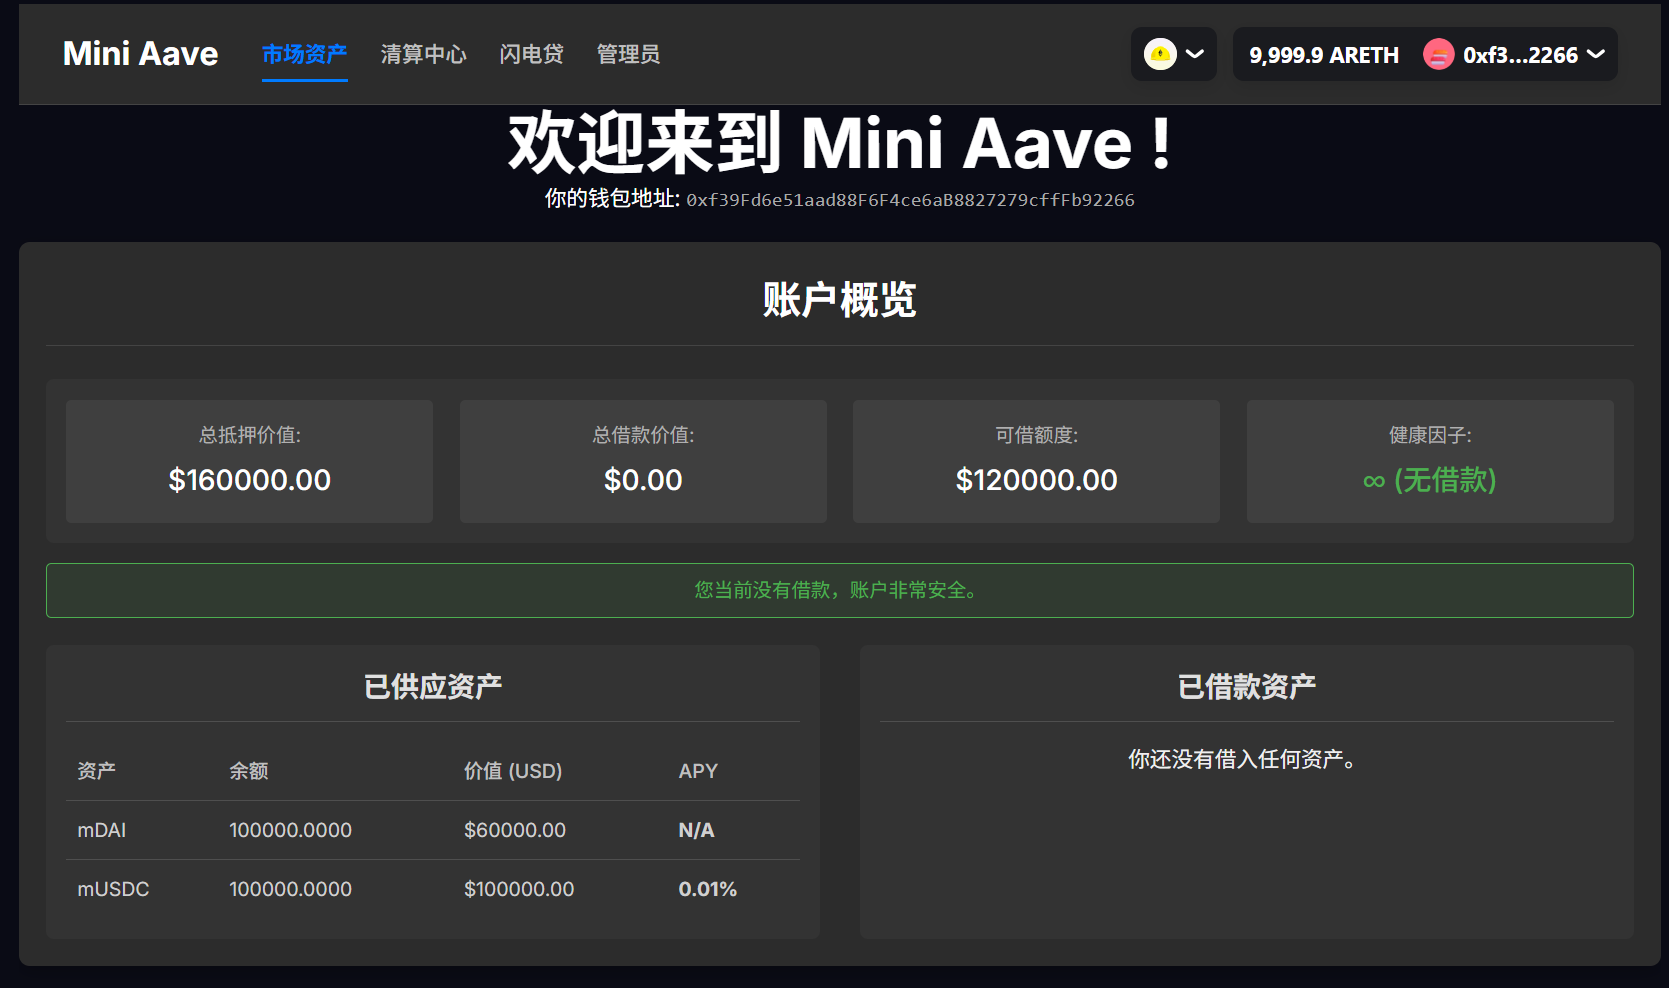 Mini Aave 市场资产 清算中心 闪电贷 管理员 9,999.9 ARETH 0xf3...2266
欢迎来到 Mini Aave !
你的钱包地址: 0xf39Fd6e51aad88F6F4ce6aB8827279cffFb92266
账户概览
总抵押价值: 总借款价值: 可借额度: 健康因子:
$160000.00 $0.00 $120000.00 ∞ (无借款)
您当前没有借款，账户非常安全。
已供应资产 已借款资产
资产 余额 价值 (USD) APY
你还没有借入任何资产。
mDAI 100000.0000 $60000.00 N/A
mUSDC 100000.0000 $100000.00 0.01%